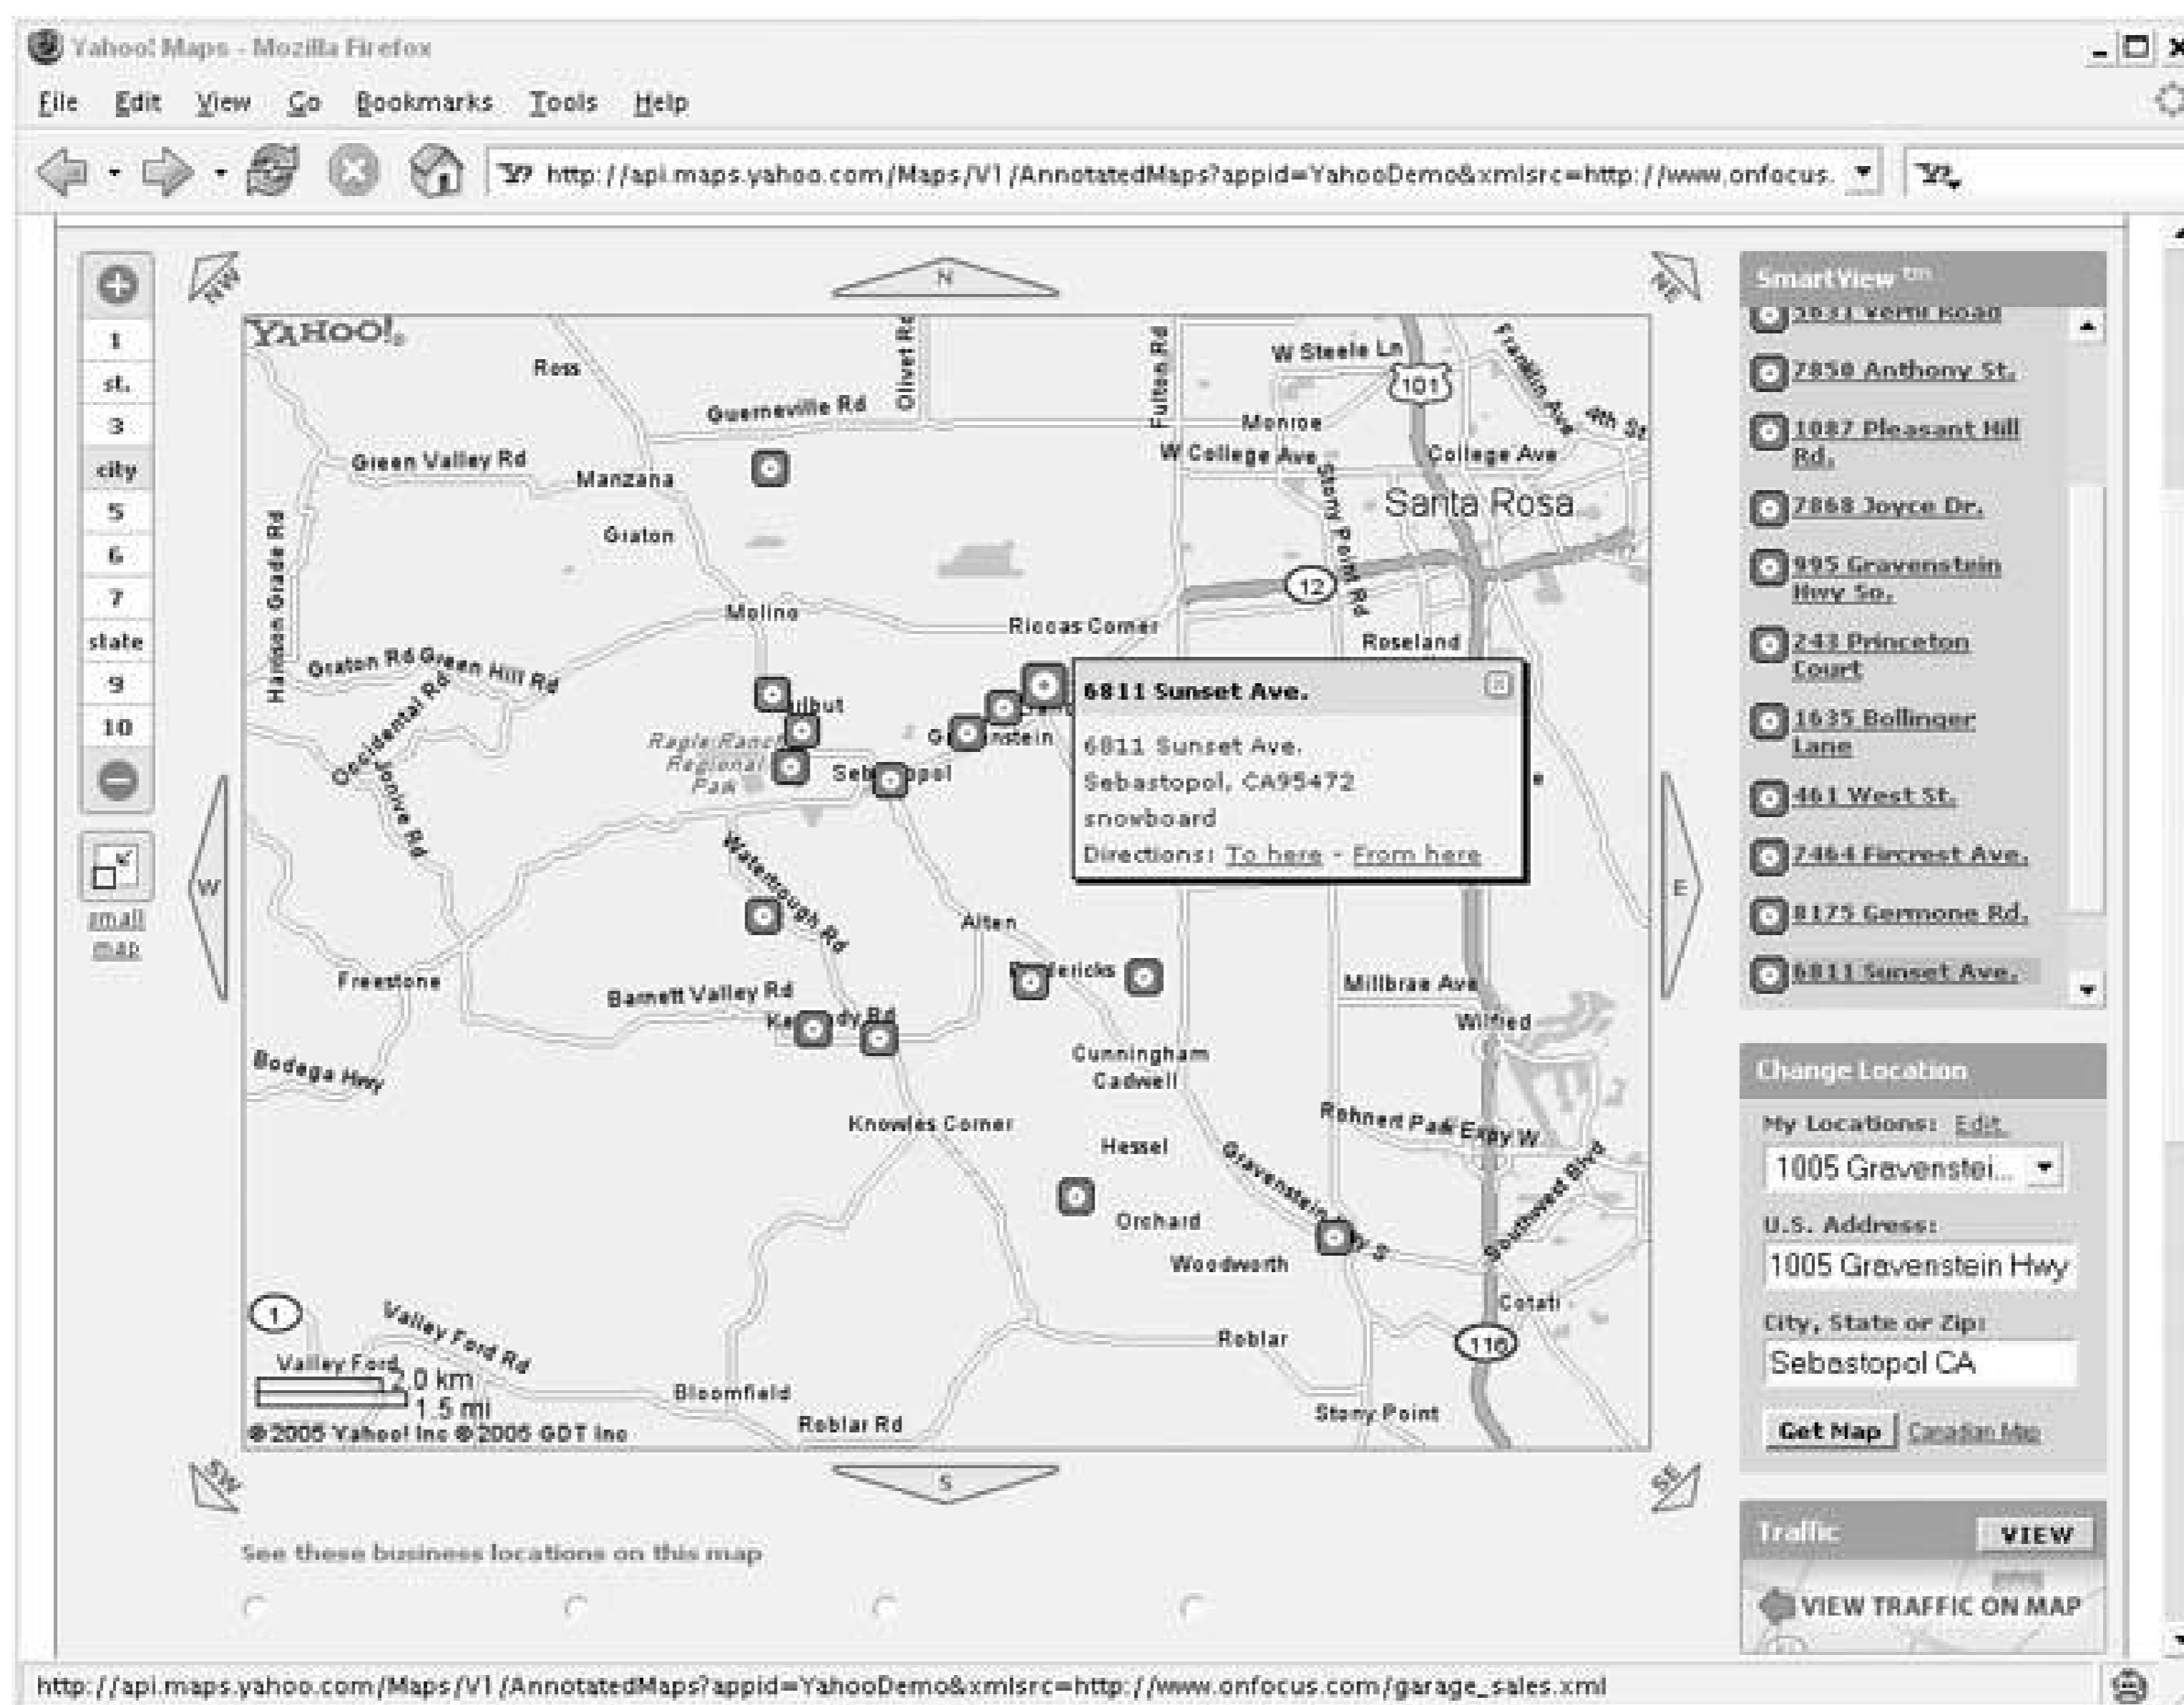 Yahoo! Maps - Mozilla Firefox
File Edit View Go Bookmarks Tools Help
http://api.maps.yahoo.com/Maps/V1/AnnotatedMaps?appid=YahooDemo&xmlsrc=http://www.onfocus.
+
1
st.
3
city
5
6
7
state
9
10
small
map
NW
N
NE
W
E
SW
S
SE
YAHOO!
Ross
Guerneville Rd
Olivet Rd
Fulton Rd
W Steele Ln
101
Franklin Ave
4th St
Monroe
Green Valley Rd
Manzana
W College Ave
College Ave
Stony Point Rd
Santa Rosa
Graton
Harrison Grade Rd
12
Molino
Riccas Corner
Roseland
Graton Rd
Green Hill Rd
Occidental Rd
Jonive Rd
Ragle Ranch
Regional
Park
Watertrough Rd
Alten
Freestone
Barnett Valley Rd
Millbrae Ave
Wilfred
Bodega Hwy
Cunningham
Cadwell
Knowles Corner
Hessel
Rohnert Park Expy W
Southwest Blvd
Orchard
Woodworth
Cotati
1
Valley Ford Rd
Valley Ford
Roblar
116
2.0 km
1.5 mi
Bloomfield
Roblar Rd
Stony Point
©2005 Yahoo! Inc ©2005 GDT Inc
6811 Sunset Ave.
6811 Sunset Ave.
Sebastopol, CA95472
snowboard
Directions: To here - From here
SmartView tm
7850 Anthony St.
1087 Pleasant Hill
Rd.
7868 Joyce Dr.
995 Gravenstein
Hwy So.
243 Princeton
Court
1635 Bollinger
Lane
461 West St.
7464 Fircrest Ave.
8175 Germone Rd.
6811 Sunset Ave.
Change Location
My Locations: Edit
1005 Gravenstei...
U.S. Address:
1005 Gravenstein Hwy
City, State or Zip:
Sebastopol CA
Get Map Canadian Map
Traffic VIEW
VIEW TRAFFIC ON MAP
See these business locations on this map
http://api.maps.yahoo.com/Maps/V1/AnnotatedMaps?appid=YahooDemo&xmlsrc=http://www.onfocus.com/garage_sales.xml